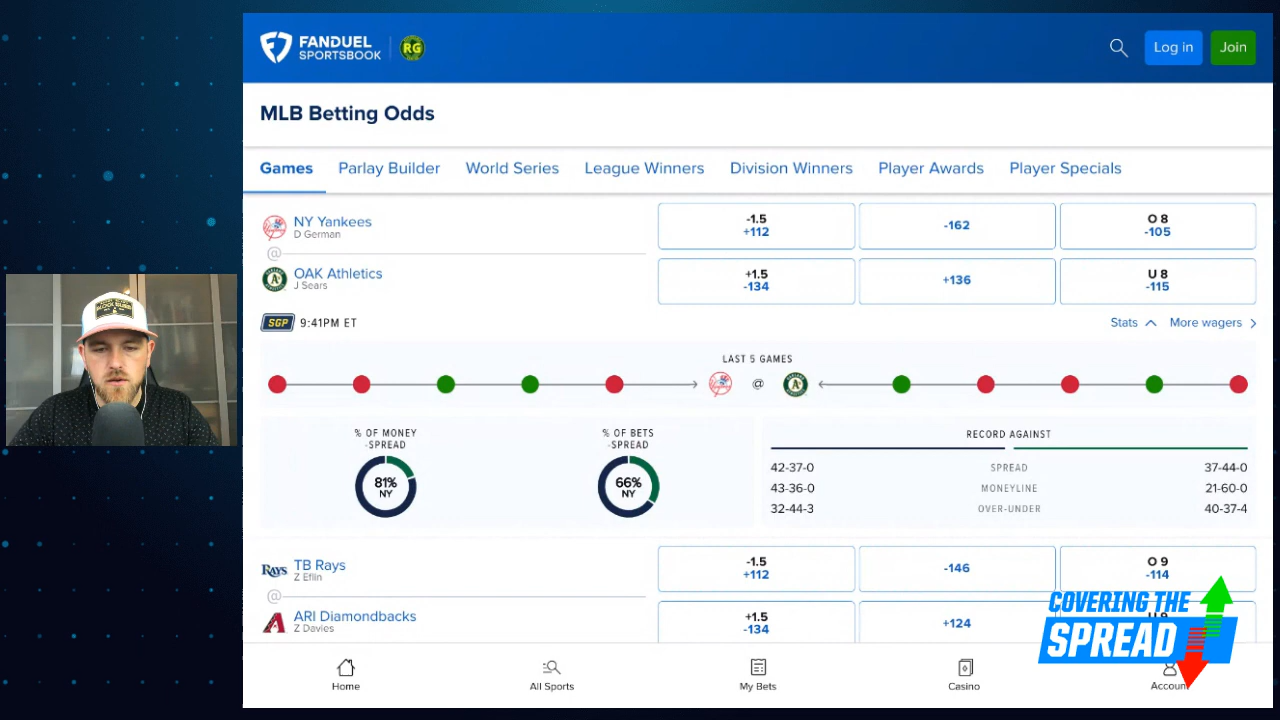 FANDUEL
SPORTSBOOK
RG
Log in
Join
MLB Betting Odds
Games
Parlay Builder
World Series
League Winners
Division Winners
Player Awards
Player Specials
NY Yankees
D German
-1.5
+112
-162
O 8
-105
@
OAK Athletics
J Sears
+1.5
-134
+136
U 8
-115
SGP
9:41PM ET
Stats
More wagers
LAST 5 GAMES
@
% OF MONEY
-SPREAD
81%
NY
% OF BETS
-SPREAD
66%
NY
RECORD AGAINST
42-37-0 SPREAD 37-44-0
43-36-0 MONEYLINE 21-60-0
32-44-3 OVER-UNDER 40-37-4
RAYS
TB Rays
Z Eflin
-1.5
+112
-146
O 9
-114
@
ARI Diamondbacks
Z Davies
+1.5
-134
+124
U 9
COVERING THE
SPREAD
Home
All Sports
My Bets
Casino
Account